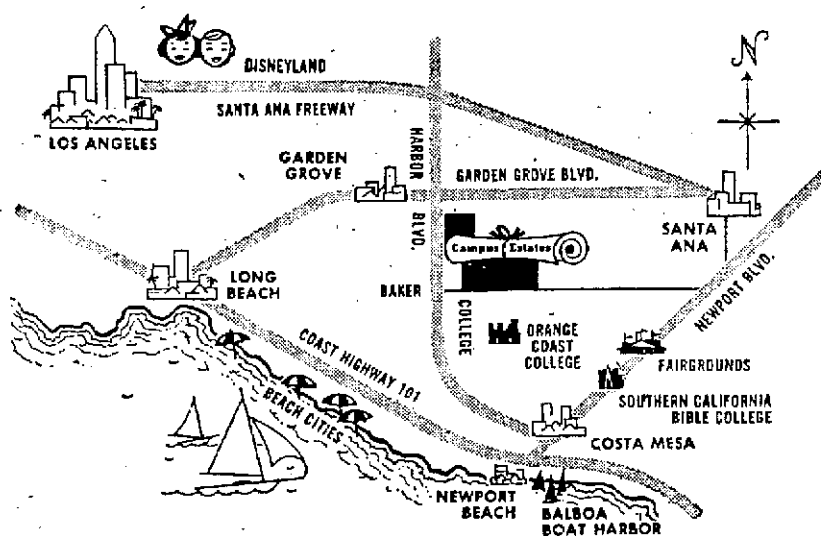 N
DISNEYLAND
SANTA ANA FREEWAY
LOS ANGELES
HARBOR
BLVD.
GARDEN
GROVE
GARDEN GROVE BLVD.
SANTA
ANA
Campus Estates
LONG
BEACH
BAKER
COLLEGE
NEWPORT BLVD.
ORANGE
COAST
COLLEGE
COAST HIGHWAY 101
FAIRGROUNDS
BEACH CITIES
SOUTHERN CALIFORNIA
BIBLE COLLEGE
COSTA MESA
NEWPORT
BEACH
BALBOA
BOAT HARBOR